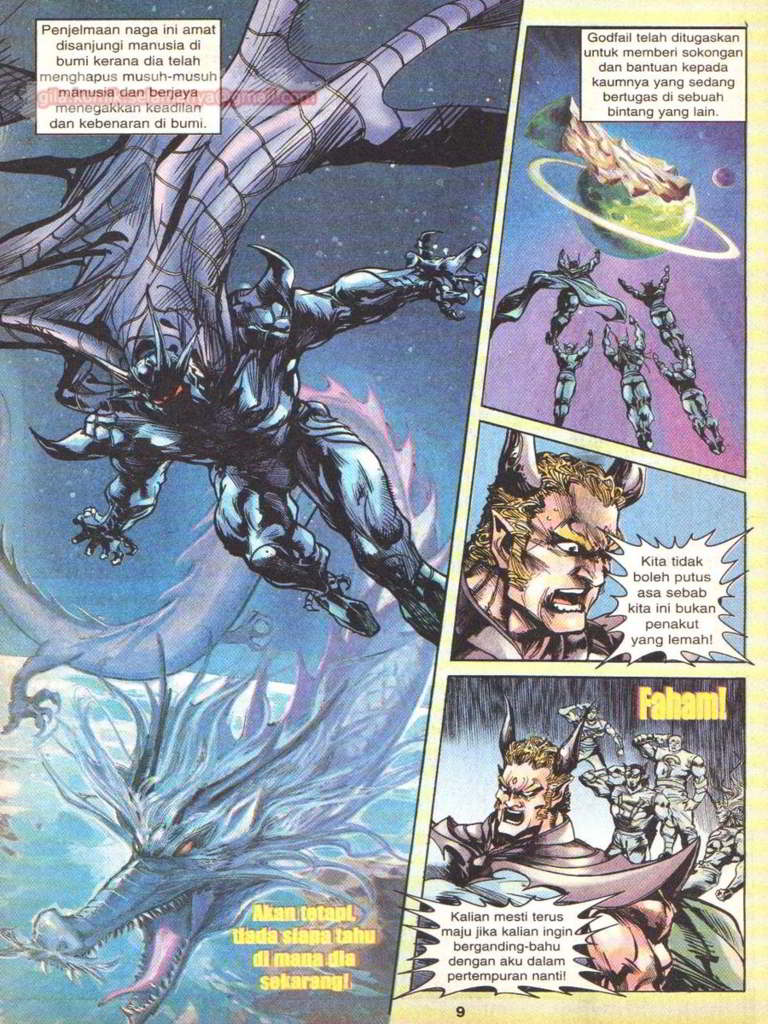 Penjelmaan naga ini amat
disanjungi manusia di
bumi kerana dia telah
menghapus musuh-musuh
manusia dan berjaya
menegakkan keadilan
dan kebenaran di bumi.
Akan tetapi,
tiada siapa tahu
di mana dia
sekarang!
Godfail telah ditugaskan
untuk memberi sokongan
dan bantuan kepada
kaumnya yang sedang
bertugas di sebuah
bintang yang lain.
Kita tidak
boleh putus
asa sebab
kita ini bukan
penakut
yang lemah!
Faham!
Kalian mesti terus
maju jika kalian ingin
berganding-bahu
dengan aku dalam
pertempuran nanti!
9